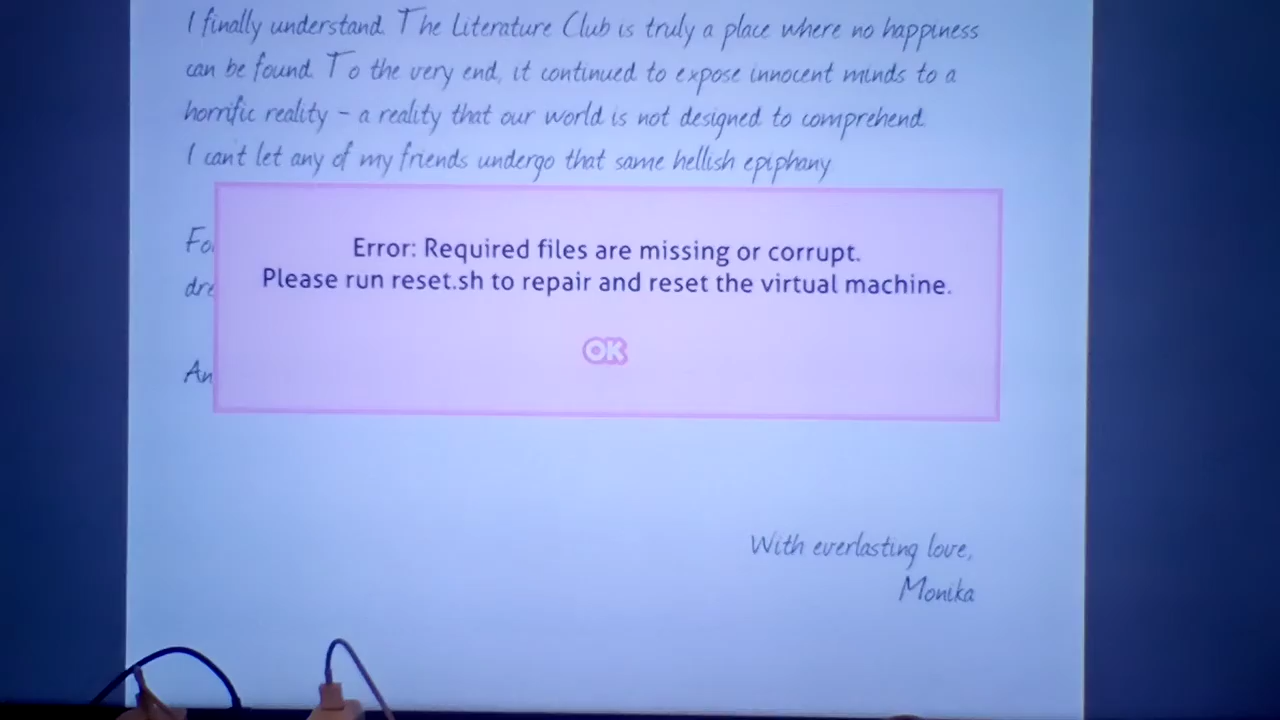 I finally understand. The Literature Club is truly a place where no happiness
can be found. To the very end, it continued to expose innocent minds to a
horrific reality - a reality that our world is not designed to comprehend.
I cant let any of my friends undergo that same hellish epiphany
Error: Required files are missing or corrupt.
Please run reset.sh to repair and reset the virtual machine.
OK
With everlasting love,
Monika